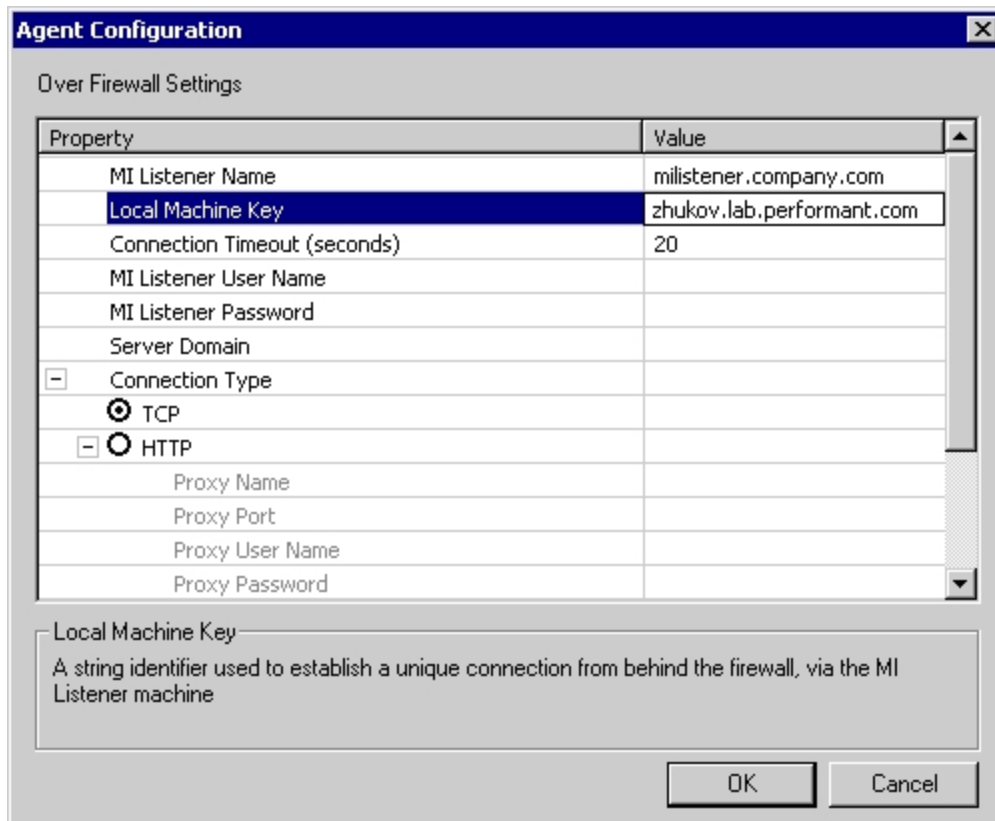 Agent Configuration
Over Firewall Settings
Property Value
MI Listener Name milistener.company.com
Local Machine Key zhukov.lab.performant.com
Connection Timeout (seconds) 20
MI Listener User Name
MI Listener Password
Server Domain
Connection Type
TCP
HTTP
Proxy Name
Proxy Port
Proxy User Name
Proxy Password
Local Machine Key
A string identifier used to establish a unique connection from behind the firewall, via the MI
Listener machine
OK Cancel